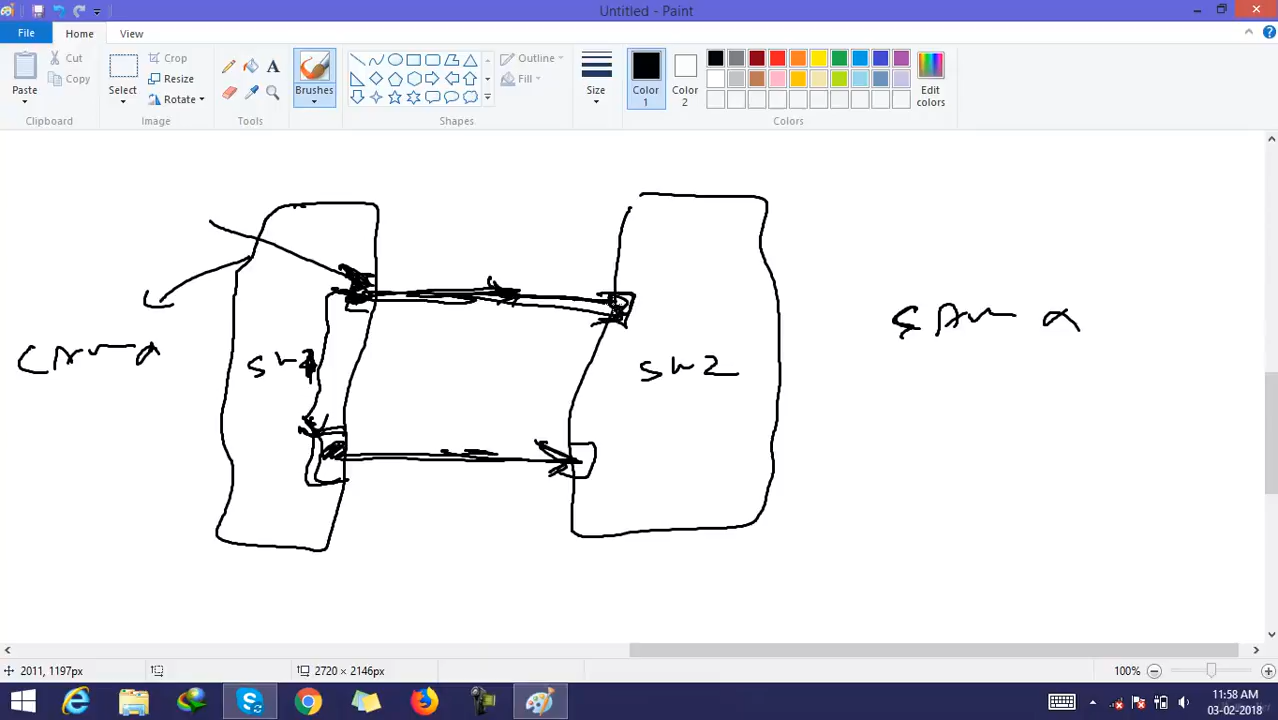 Untitled - Paint
File
Home
View
Paste
Cut
Copy
Clipboard
Select
Crop
Resize
Rotate
Image
Tools
Brushes
Outline
Fill
Shapes
Size
Color 1
Color 2
Edit colors
Colors
sw 2
2011, 1197px
2720 × 2146px
100%
11:58 AM
03-02-2018